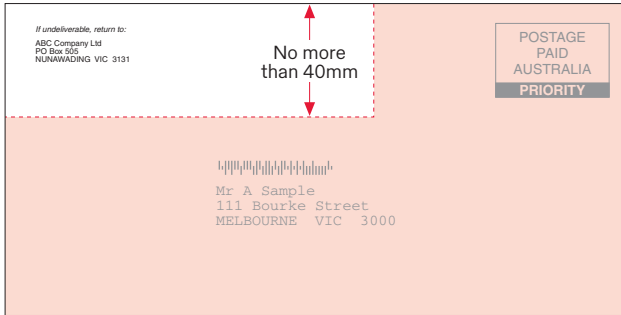 If undeliverable, return to:
ABC Company Ltd
PO Box 505
NUNAWADING VIC 3131
No more
than 40mm
POSTAGE
PAID
AUSTRALIA
PRIORITY
Mr A Sample
111 Bourke Street
MELBOURNE VIC 3000